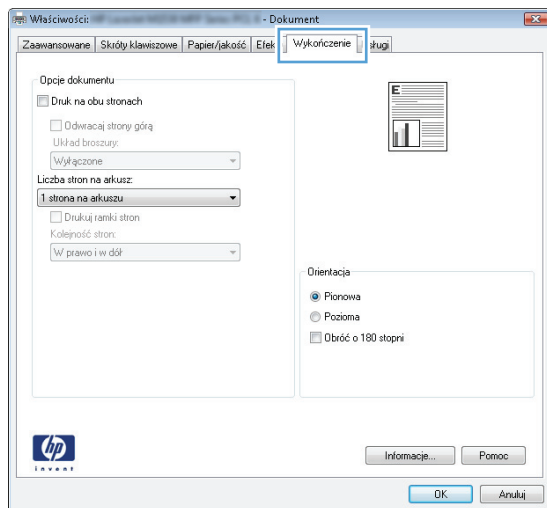 Właściwości: - Dokument
Zaawansowane Skróty klawiszowe Papier/jakość Efek Wykończenie sługi
Opcje dokumentu
Druk na obu stronach
Odwracaj strony górą
Układ broszury:
Wyłączone
Liczba stron na arkusz:
1 strona na arkuszu
Drukuj ramki stron
Kolejność stron:
W prawo i w dół
E
Orientacja
Pionowa
Pozioma
Obróć o 180 stopni
hp
invent
Informacje... Pomoc
OK Anuluj